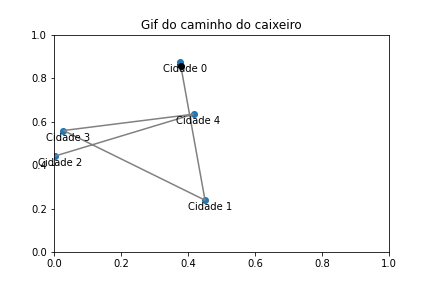 Gif do caminho do caixeiro
1.0
0.8
0.6
0.4
0.2
0.0
Cidade 0
Cidade 4
Cidade 3
Cidade 2
Cidade 1
0.0 0.2 0.4 0.6 0.8 1.0